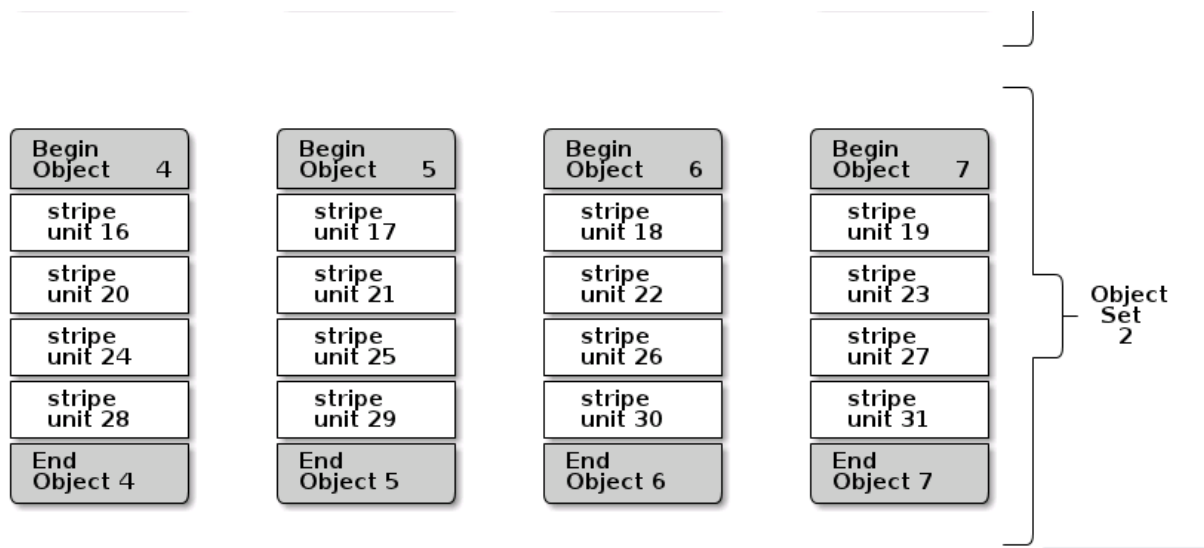 Begin
Object 4
stripe
unit 16
stripe
unit 20
stripe
unit 24
stripe
unit 28
End
Object 4
Begin
Object 5
stripe
unit 17
stripe
unit 21
stripe
unit 25
stripe
unit 29
End
Object 5
Begin
Object 6
stripe
unit 18
stripe
unit 22
stripe
unit 26
stripe
unit 30
End
Object 6
Begin
Object 7
stripe
unit 19
stripe
unit 23
stripe
unit 27
stripe
unit 31
End
Object 7
Object
Set
2